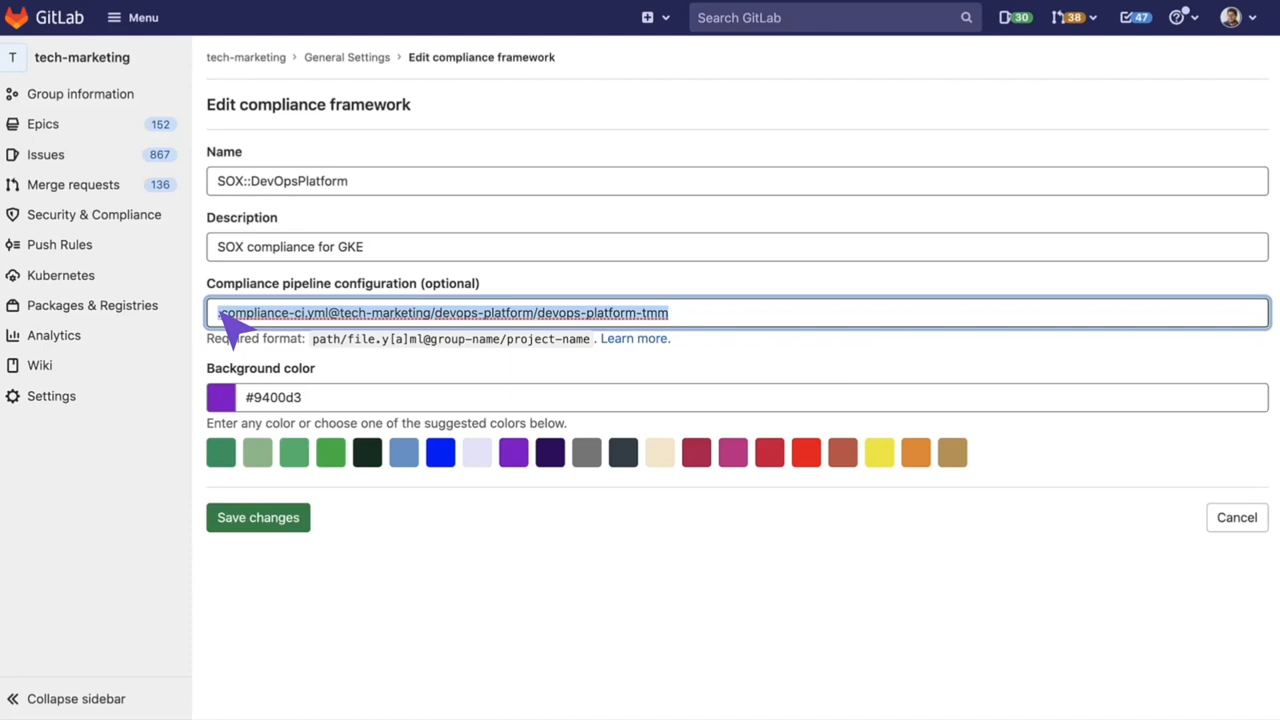 GitLab
Menu
Search GitLab
30
38
47
T
tech-marketing
Group information
Epics
152
Issues
867
Merge requests
136
Security & Compliance
Push Rules
Kubernetes
Packages & Registries
Analytics
Wiki
Settings
Collapse sidebar
tech-marketing › General Settings › Edit compliance framework
Edit compliance framework
Name
SOX::DevOpsPlatform
Description
SOX compliance for GKE
Compliance pipeline configuration (optional)
.compliance-ci.yml@tech-marketing/devops-platform/devops-platform-tmm
Required format: path/file.y[a]ml@group-name/project-name . Learn more.
Background color
#9400d3
Enter any color or choose one of the suggested colors below.
Save changes
Cancel